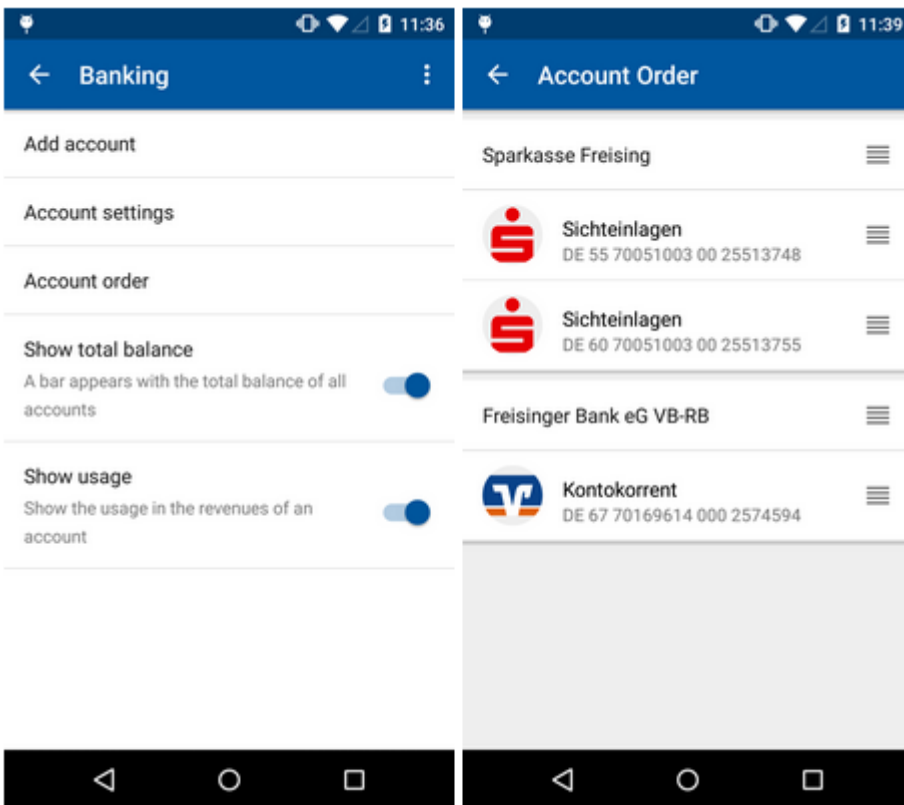 11:36
Banking
Add account
Account settings
Account order
Show total balance
A bar appears with the total balance of all
accounts
Show usage
Show the usage in the revenues of an
account
11:39
Account Order
Sparkasse Freising
Sichteinlagen
DE 55 70051003 00 25513748
Sichteinlagen
DE 60 70051003 00 25513755
Freisinger Bank eG VB-RB
Kontokorrent
DE 67 70169614 000 2574594